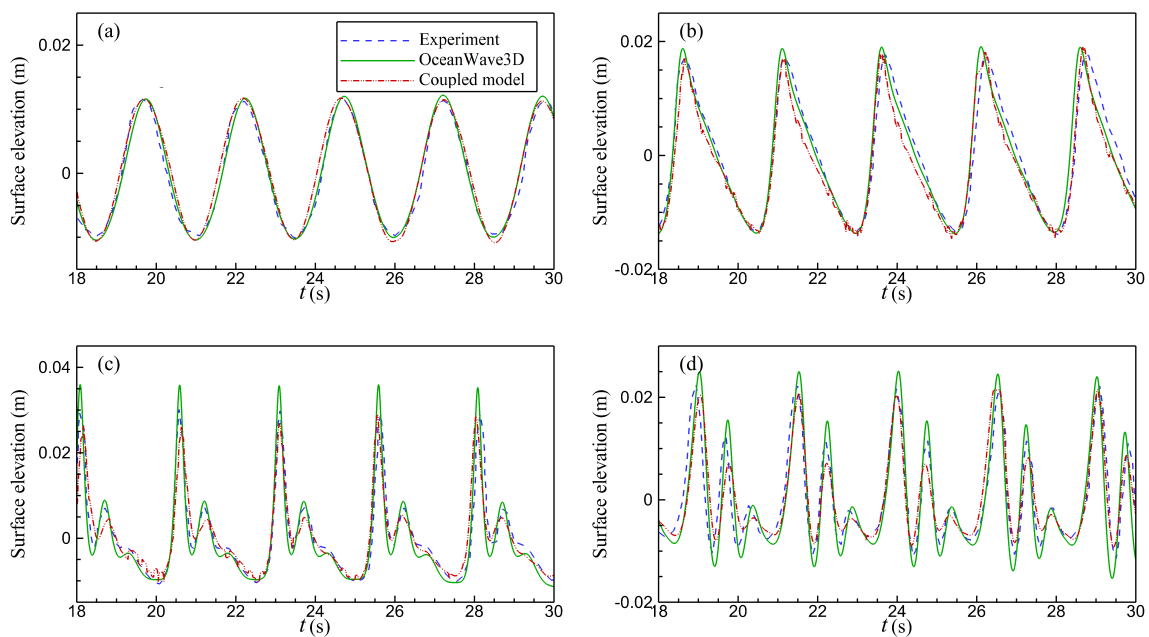 (a)
Experiment
OceanWave3D
Coupled model
Surface elevation (m)
0.02
0
18 20 22 24 26 28 30
t (s)
(b)
Surface elevation (m)
0.02
0
-0.02
18 20 22 24 26 28 30
t (s)
(c)
Surface elevation (m)
0.04
0.02
0
18 20 22 24 26 28 30
t (s)
(d)
Surface elevation (m)
0.02
0
-0.02
18 20 22 24 26 28 30
t (s)